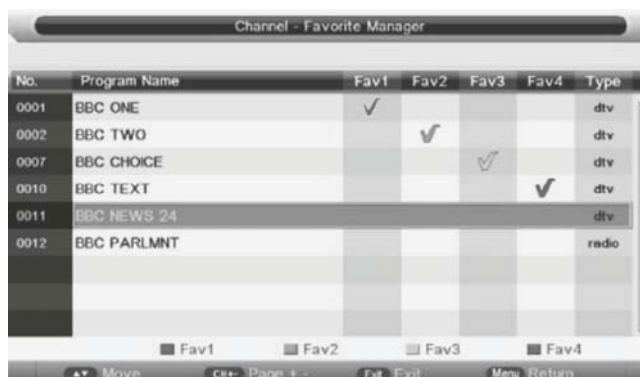 Channel - Favorite Manager
No. Program Name Fav1 Fav2 Fav3 Fav4 Type
0001 BBC ONE dtv
0002 BBC TWO dtv
0007 BBC CHOICE dtv
0010 BBC TEXT dtv
0011 BBC NEWS 24 dtv
0012 BBC PARLMNT radio
Fav1 Fav2 Fav3 Fav4
▲▼ Move CH+- Page + - Exit Exit Menu Return